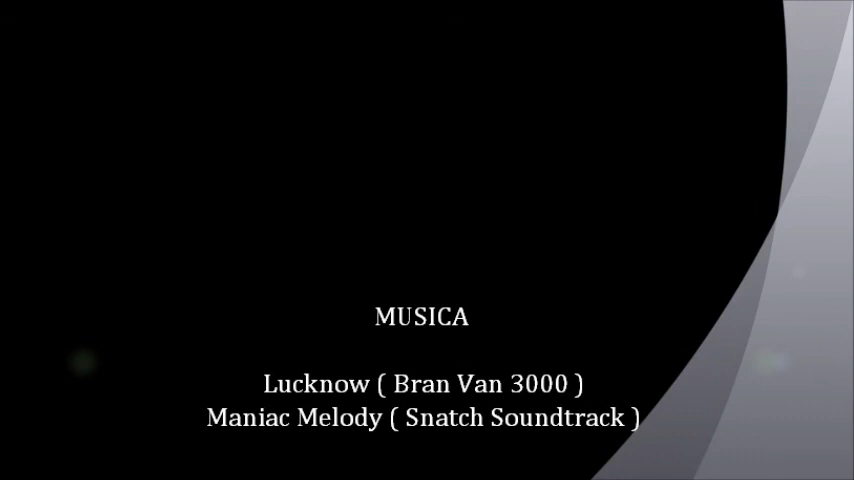 MUSICA
Lucknow ( Bran Van 3000 )
Maniac Melody ( Snatch Soundtrack )